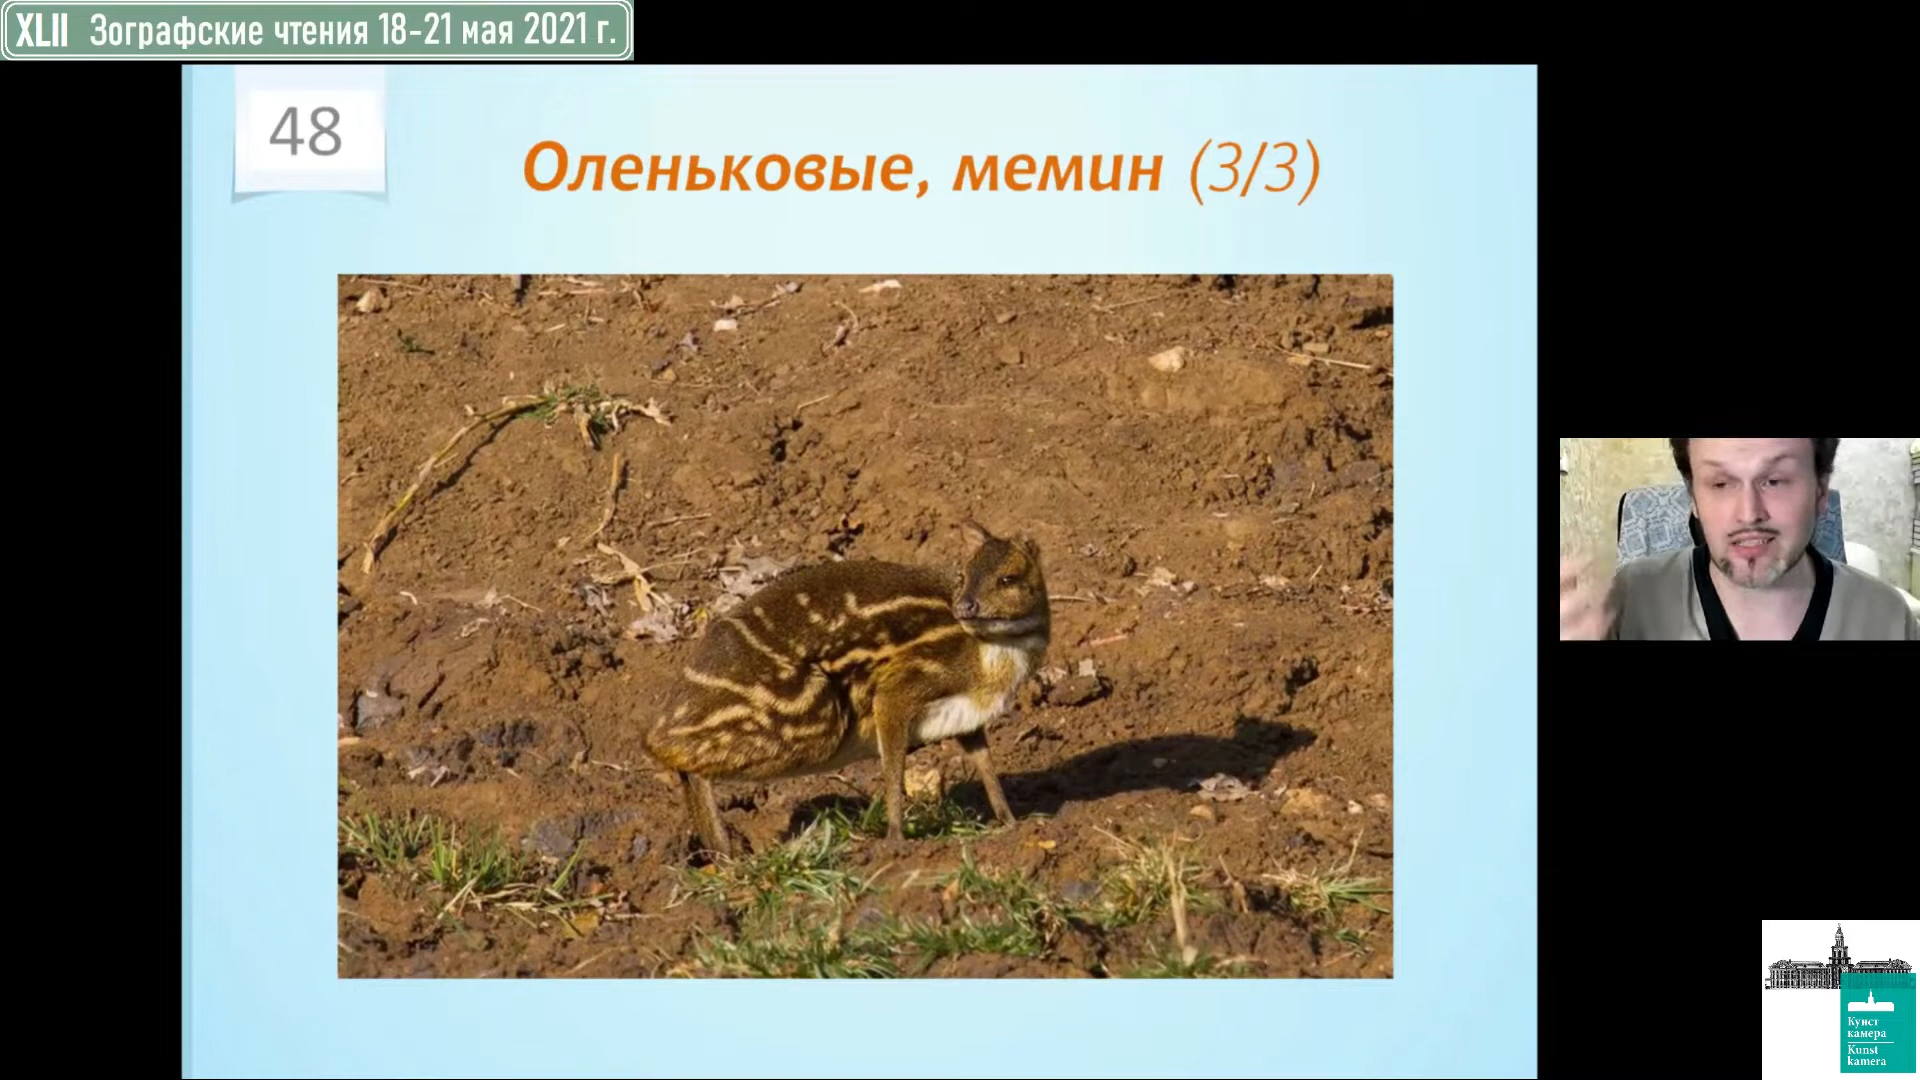 XLII Зографские чтения 18-21 мая 2021 г.
48
Оленьковые, мемин (3/3)
Кунст
камера
Kunst
kamera